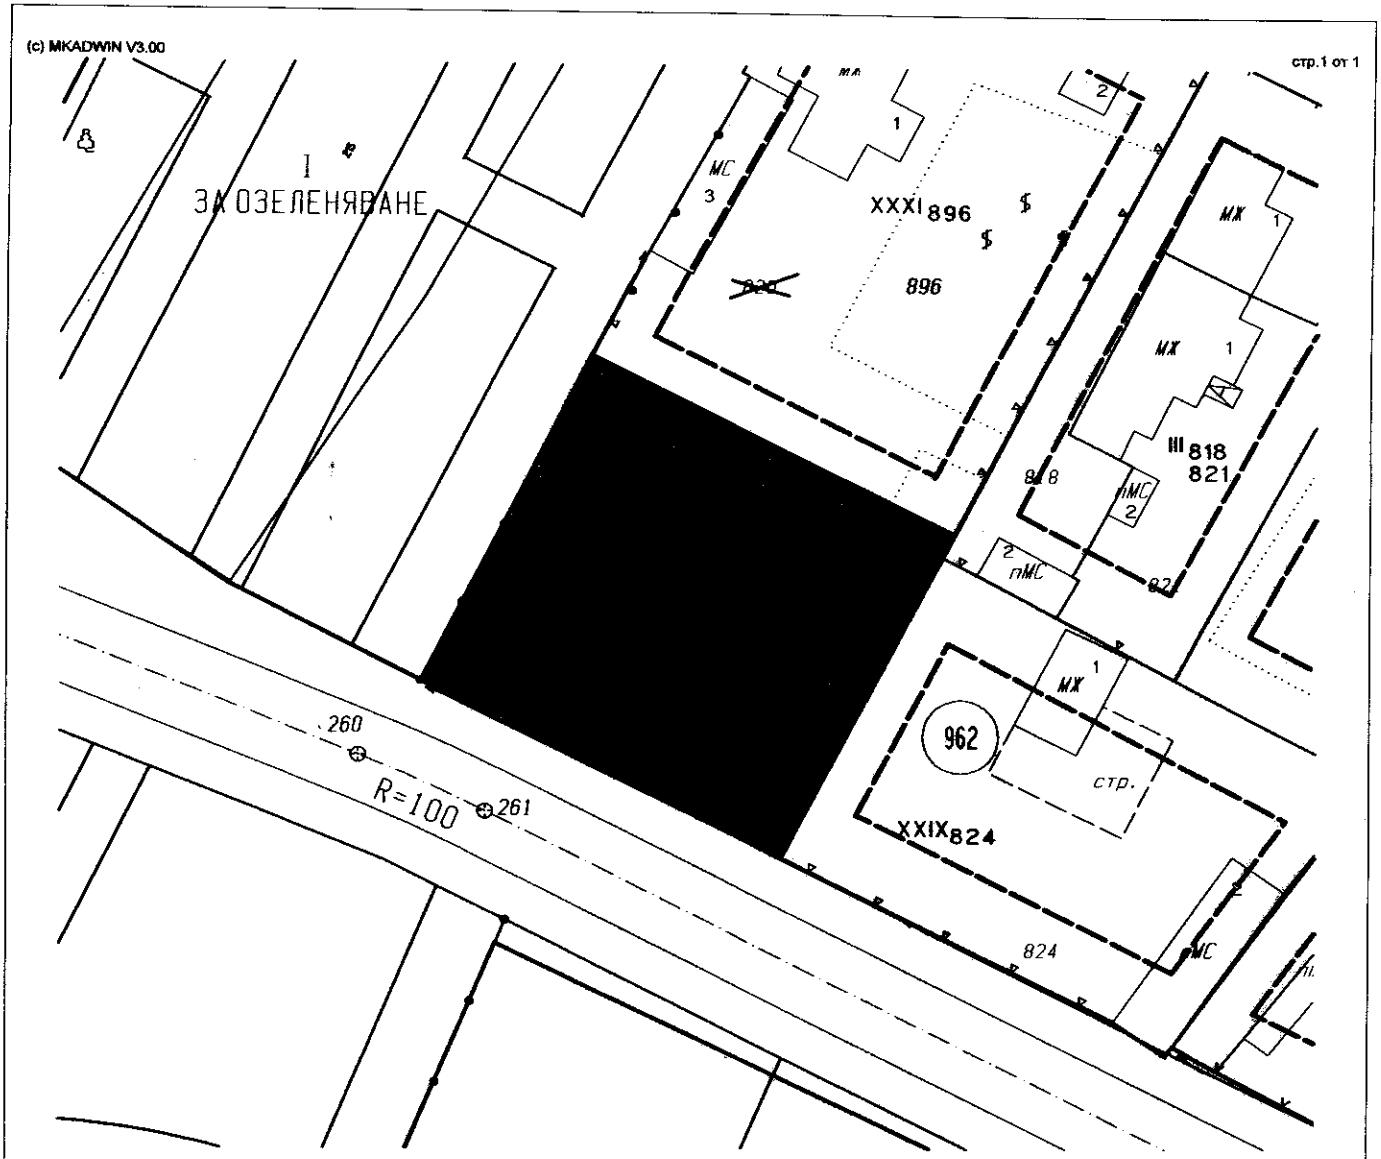 (c) MKADWIN V3.00
стр.1 от 1
I
ЗА ОЗЕЛЕНЯВАНЕ
1
2
МС
3
XXXI 896
896
МЖ
1
МЖ
1
А
III 818
821
818
пМС
2
2
пМС
МЖ
1
962
260
R=100
261
стр.
XXIX 824
824
2
МС